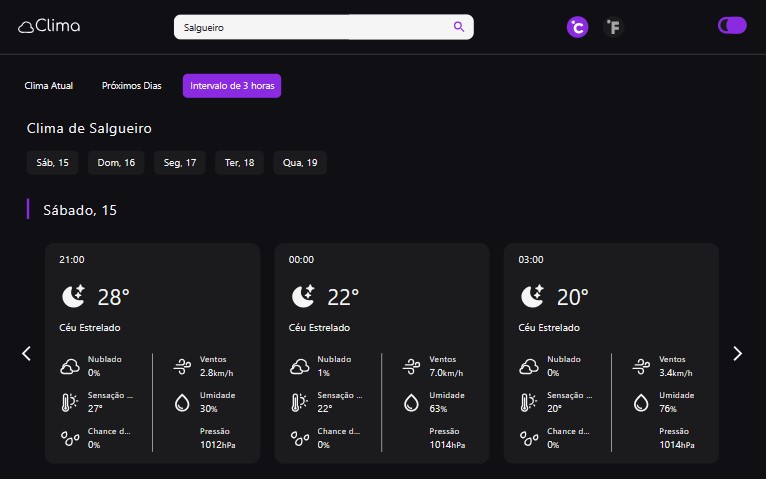 Clima
Salgueiro
°C
°F
Clima Atual
Próximos Dias
Intervalo de 3 horas
Clima de Salgueiro
Sáb, 15
Dom, 16
Seg, 17
Ter, 18
Qua, 19
Sábado, 15
21:00
28°
Céu Estrelado
Nublado
0%
Ventos
2.8km/h
Sensação ...
27°
Umidade
30%
Chance d...
0%
Pressão
1012hPa
00:00
22°
Céu Estrelado
Nublado
1%
Ventos
7.0km/h
Sensação ...
22°
Umidade
63%
Chance d...
0%
Pressão
1014hPa
03:00
20°
Céu Estrelado
Nublado
0%
Ventos
3.4km/h
Sensação ...
20°
Umidade
76%
Chance d...
0%
Pressão
1014hPa